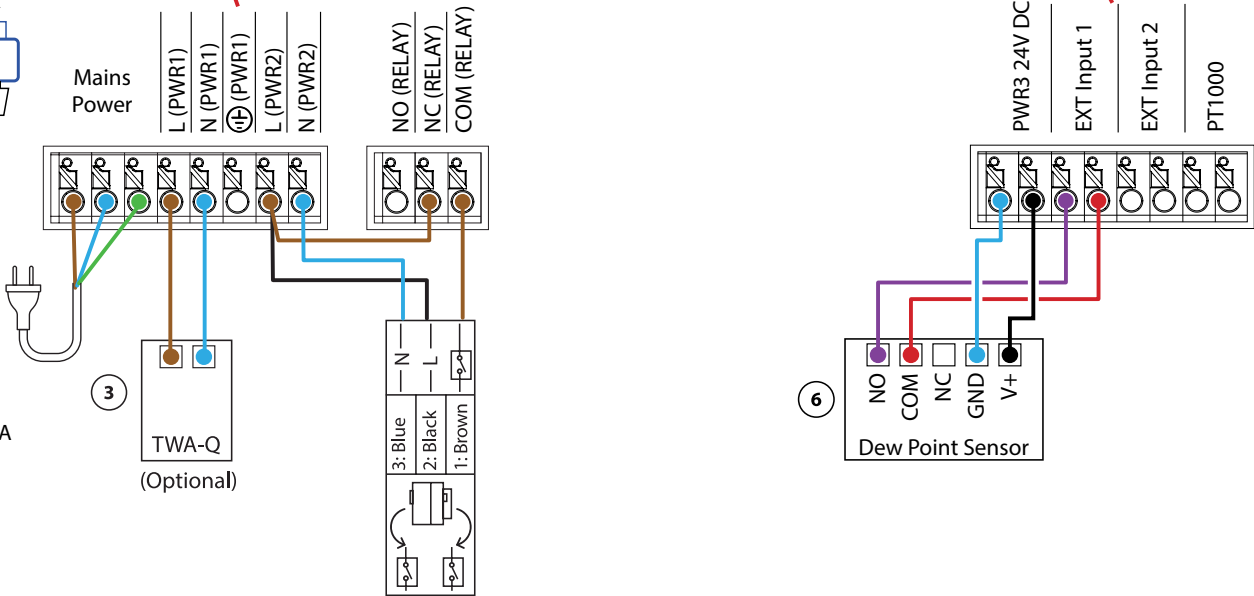 Mains
Power
L (PWR1)
N (PWR1)
(PWR1)
L (PWR2)
N (PWR2)
NO (RELAY)
NC (RELAY)
COM (RELAY)
PWR3 24V DC
EXT Input 1
EXT Input 2
PT1000
3
TWA-Q
(Optional)
A
N
L
3: Blue
2: Black
1: Brown
6
NO
COM
NC
GND
V+
Dew Point Sensor